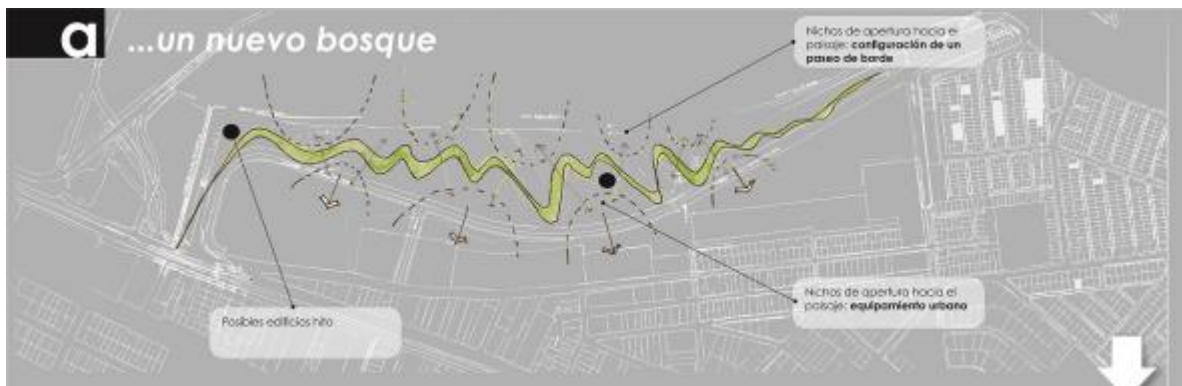 a ...un nuevo bosque
Nichos de apertura hacia el
paisaje: configuración de un
paseo de borde
Posibles edificios hito
Nichos de apertura hacia el
paisaje: equipamiento urbano